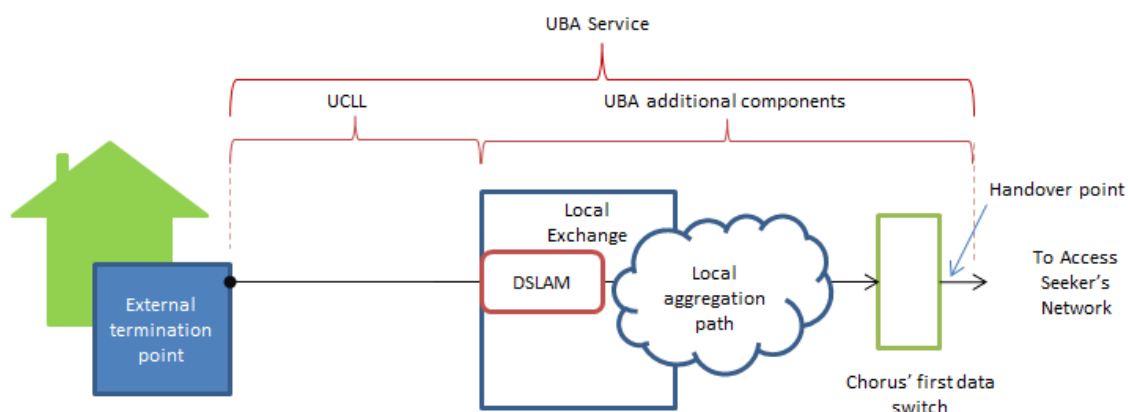 UBA Service
UCLL
UBA additional components
Handover point
Local
Exchange
DSLAM
Local
aggregation
path
To Access
Seeker's
Network
External
termination
point
Chorus' first data
switch